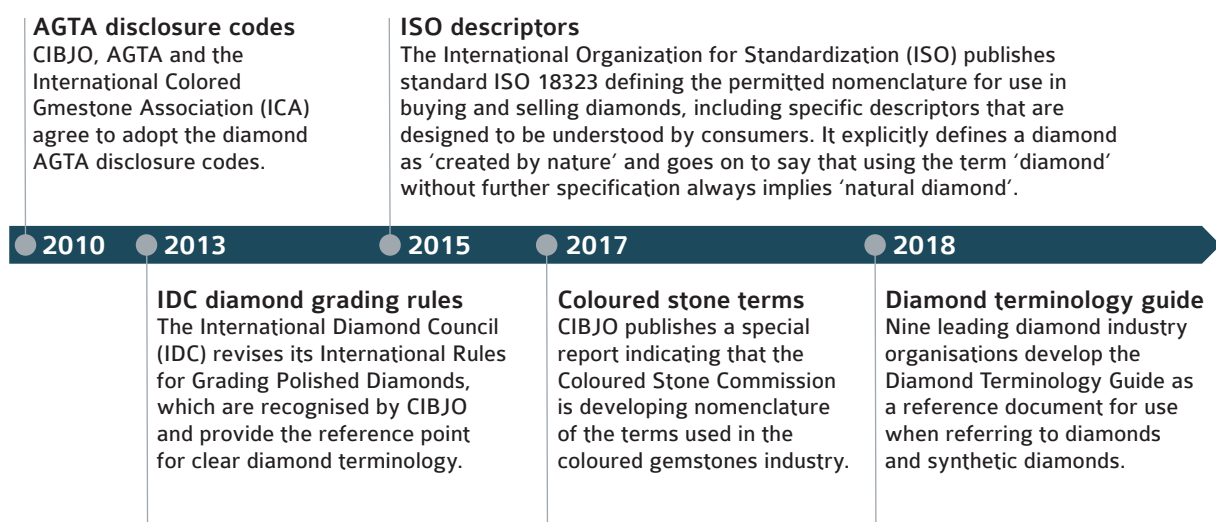 AGTA disclosure codes
CIBJO, AGTA and the
International Colored
Gmestone Association (ICA)
agree to adopt the diamond
AGTA disclosure codes.
ISO descriptors
The International Organization for Standardization (ISO) publishes
standard ISO 18323 defining the permitted nomenclature for use in
buying and selling diamonds, including specific descriptors that are
designed to be understood by consumers. It explicitly defines a diamond
as ‘created by nature’ and goes on to say that using the term ‘diamond’
without further specification always implies ‘natural diamond’.
2010 2013 2015 2017 2018
IDC diamond grading rules
The International Diamond Council
(IDC) revises its International Rules
for Grading Polished Diamonds,
which are recognised by CIBJO
and provide the reference point
for clear diamond terminology.
Coloured stone terms
CIBJO publishes a special
report indicating that the
Coloured Stone Commission
is developing nomenclature
of the terms used in the
coloured gemstones industry.
Diamond terminology guide
Nine leading diamond industry
organisations develop the
Diamond Terminology Guide as
a reference document for use
when referring to diamonds
and synthetic diamonds.